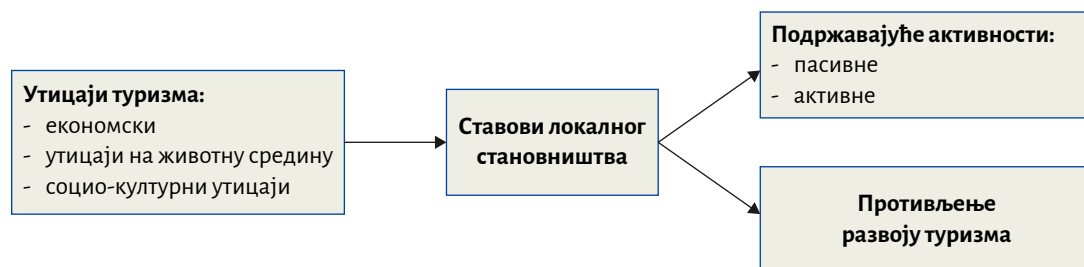 Утицаји туризма:
- економски
- утицаји на животну средину
- социо-културни утицаји
Ставови локалног
становништва
Подржавајуће активности:
- пасивне
- активне
Противљење
развоју туризма